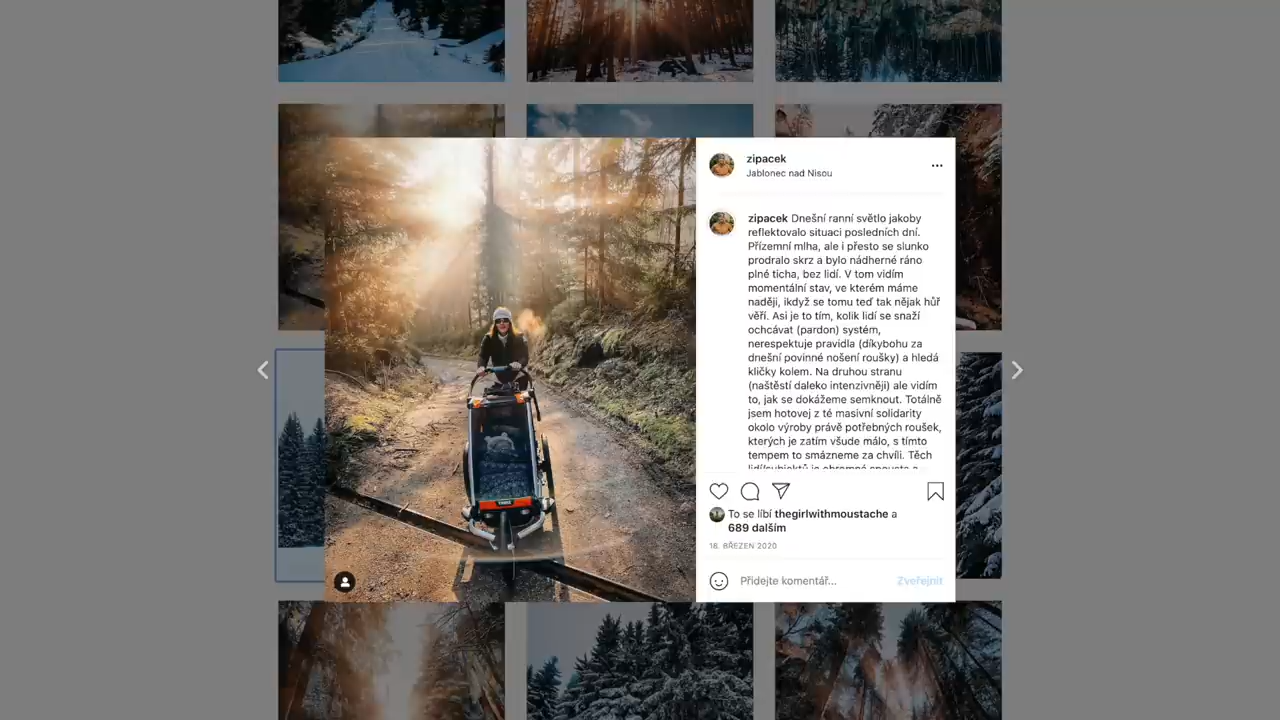 zipacek
Jablonec nad Nisou
zipacek Dnešní ranní světlo jakoby
reflektovalo situaci posledních dní.
Přízemní mlha, ale i přesto se slunko
prodralo skrz a bylo nádherné ráno
plné ticha, bez lidí. V tom vidím
momentální stav, ve kterém máme
naději, ikdyž se tomu teď tak nějak hůř
věří. Asi je to tím, kolik lidí se snaží
ochcávat (pardon) systém,
nerespektuje pravidla (díkybohu za
dnešní povinné nošení roušky) a hledá
kličky kolem. Na druhou stranu
(naštěstí daleko intenzivněji) ale vidím
to, jak se dokážeme semknout. Totálně
jsem hotovej z té masivní solidarity
okolo výroby právě potřebných roušek,
kterých je zatím všude málo, s tímto
tempem to smázneme za chvíli. Těch
lidí/subjektů je ohromná spousta a
To se líbí thegirlwithmoustache a
689 dalším
18. BŘEZEN 2020
Přidejte komentář... Zveřejnit